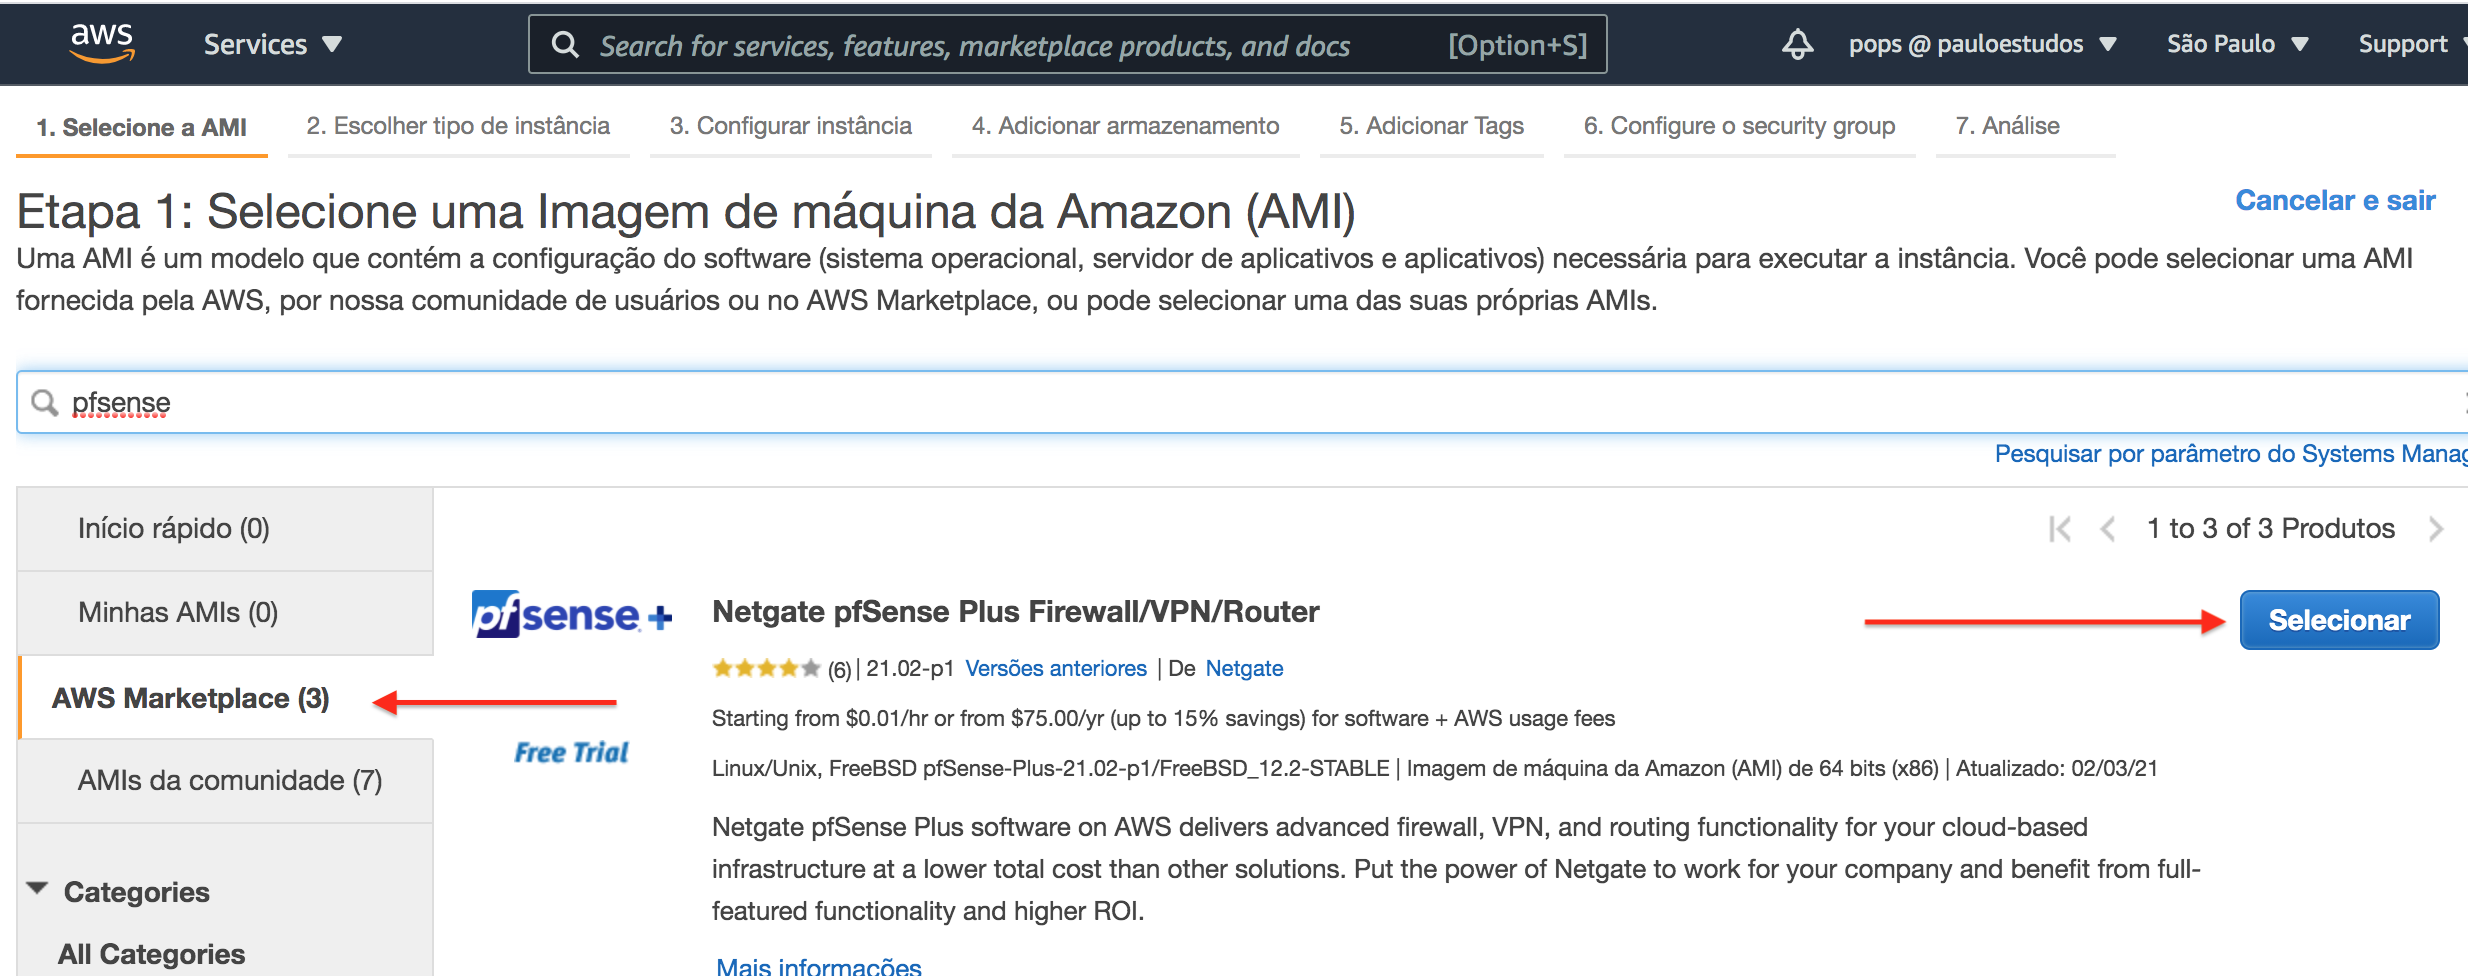 aws Services Search for services, features, marketplace products, and docs [Option+S] pops @ pauloestudos São Paulo Support
1. Selecione a AMI 2. Escolher tipo de instância 3. Configurar instância 4. Adicionar armazenamento 5. Adicionar Tags 6. Configure o security group 7. Análise
Etapa 1: Selecione uma Imagem de máquina da Amazon (AMI) Cancelar e sair
Uma AMI é um modelo que contém a configuração do software (sistema operacional, servidor de aplicativos e aplicativos) necessária para executar a instância. Você pode selecionar uma AMI
fornecida pela AWS, por nossa comunidade de usuários ou no AWS Marketplace, ou pode selecionar uma das suas próprias AMIs.
pfsense
Pesquisar por parâmetro do Systems Manag
Início rápido (0)
Minhas AMIs (0)
AWS Marketplace (3)
AMIs da comunidade (7)
Categories
All Categories
1 to 3 of 3 Produtos
pfsense +
Free Trial
Netgate pfSense Plus Firewall/VPN/Router
Selecionar
(6) | 21.02-p1 Versões anteriores | De Netgate
Starting from $0.01/hr or from $75.00/yr (up to 15% savings) for software + AWS usage fees
Linux/Unix, FreeBSD pfSense-Plus-21.02-p1/FreeBSD_12.2-STABLE | Imagem de máquina da Amazon (AMI) de 64 bits (x86) | Atualizado: 02/03/21
Netgate pfSense Plus software on AWS delivers advanced firewall, VPN, and routing functionality for your cloud-based
infrastructure at a lower total cost than other solutions. Put the power of Netgate to work for your company and benefit from full-
featured functionality and higher ROI.
Mais informações